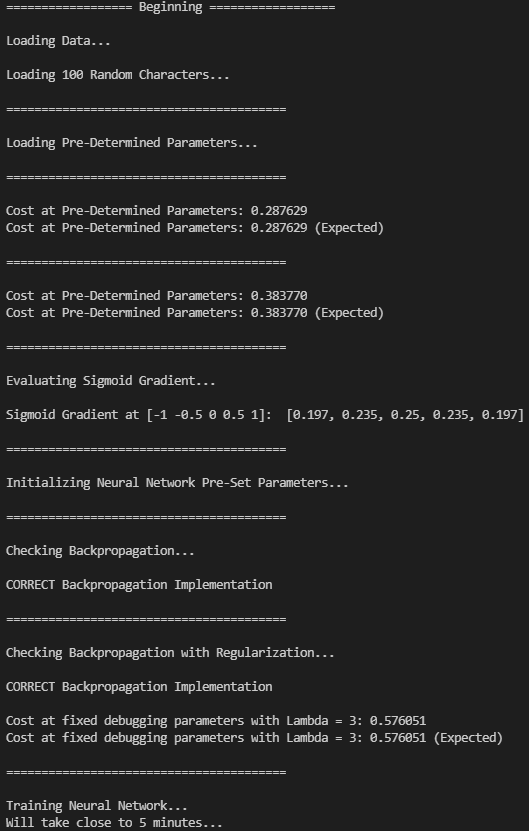 ================== Beginning ==================
Loading Data...
Loading 100 Random Characters...
========================================
Loading Pre-Determined Parameters...
========================================
Cost at Pre-Determined Parameters: 0.287629
Cost at Pre-Determined Parameters: 0.287629 (Expected)
========================================
Cost at Pre-Determined Parameters: 0.383770
Cost at Pre-Determined Parameters: 0.383770 (Expected)
========================================
Evaluating Sigmoid Gradient...
Sigmoid Gradient at [-1 -0.5 0 0.5 1]:  [0.197, 0.235, 0.25, 0.235, 0.197]
========================================
Initializing Neural Network Pre-Set Parameters...
========================================
Checking Backpropagation...
CORRECT Backpropagation Implementation
========================================
Checking Backpropagation with Regularization...
CORRECT Backpropagation Implementation
Cost at fixed debugging parameters with Lambda = 3: 0.576051
Cost at fixed debugging parameters with Lambda = 3: 0.576051 (Expected)
========================================
Training Neural Network...
Will take close to 5 minutes...